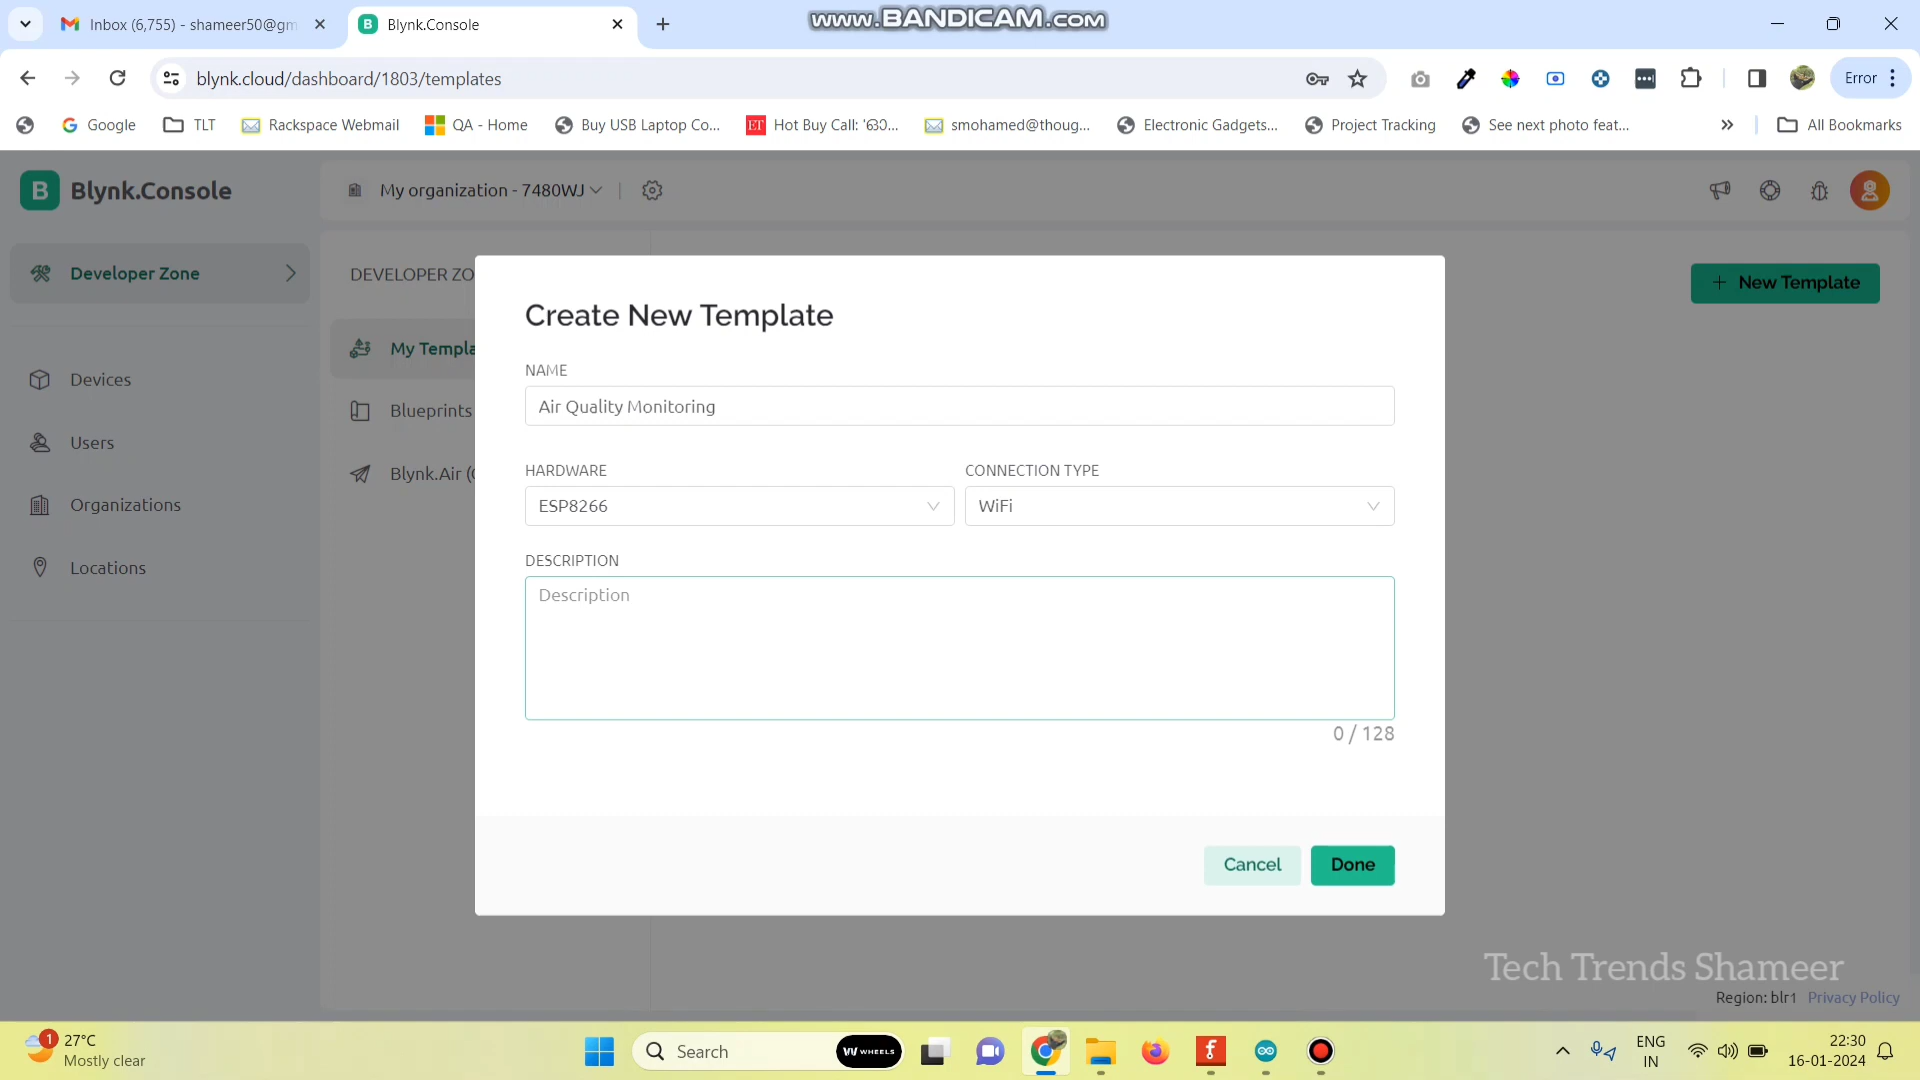 Inbox (6,755) - shameer50@gm
Blynk.Console
www.BANDICAM.com
blynk.cloud/dashboard/1803/templates
Error
Google
TLT
Rackspace Webmail
QA - Home
Buy USB Laptop Co...
Hot Buy Call: '630...
smohamed@thoug...
Electronic Gadgets...
Project Tracking
See next photo feat...
All Bookmarks
B Blynk.Console
My organization - 7480WJ
Developer Zone
DEVELOPER ZO
New Template
My Templa
Blueprints
Blynk.Air (
Devices
Users
Organizations
Locations
Create New Template
NAME
Air Quality Monitoring
HARDWARE
CONNECTION TYPE
ESP8266
WiFi
DESCRIPTION
Description
0 / 128
Cancel
Done
Tech Trends Shameer
Region: blr1 Privacy Policy
1
27°C
Mostly clear
Search
WHEELS
ENG
IN
22:30
16-01-2024